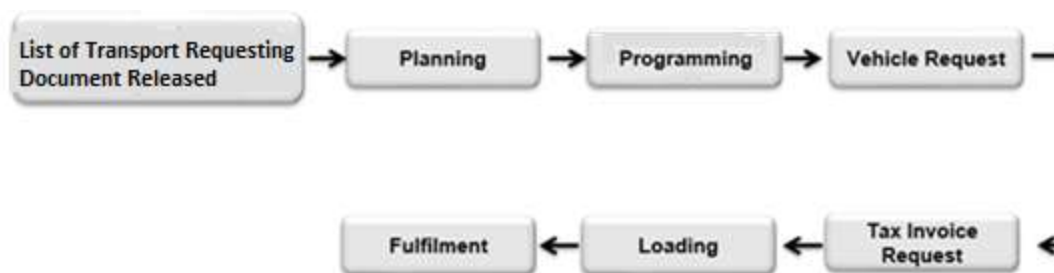 List of Transport Requesting
Document Released
Planning
Programming
Vehicle Request
Tax Invoice
Request
Loading
Fulfilment